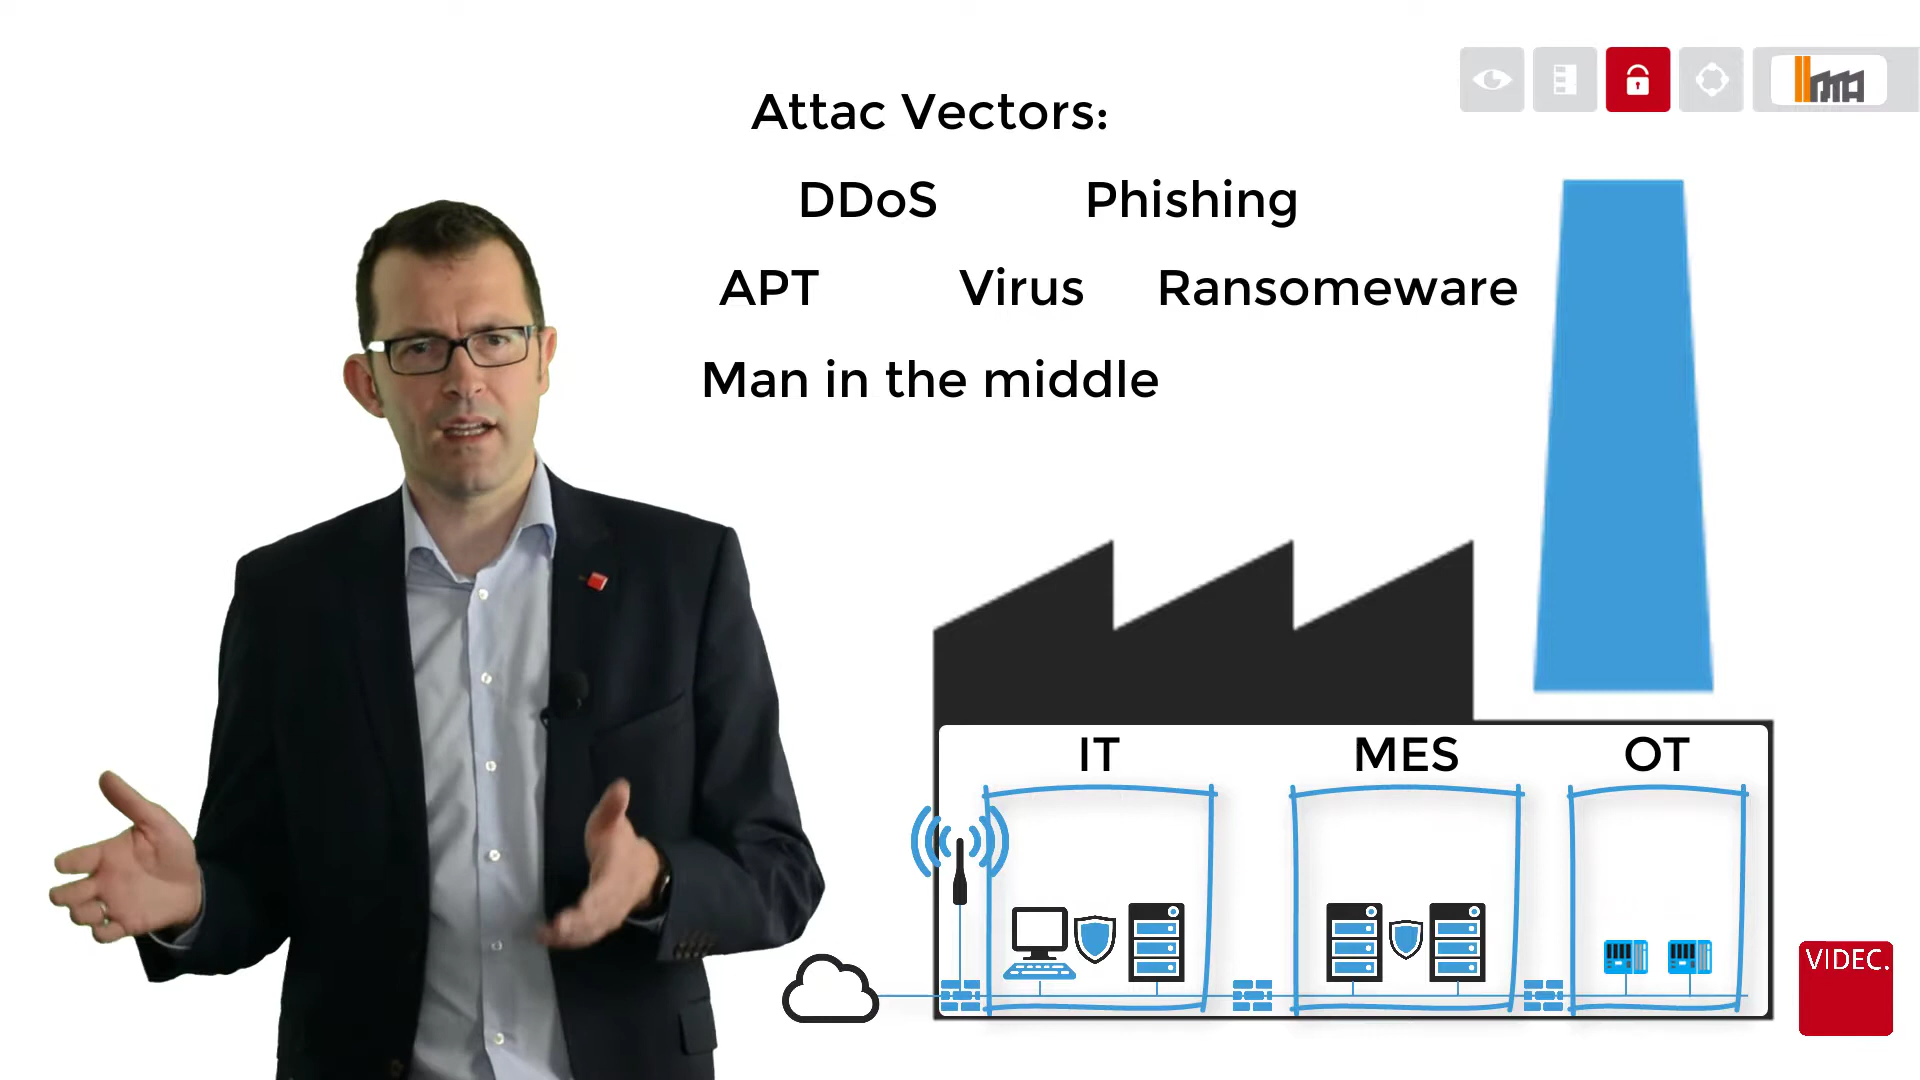 Attac Vectors:
DDoS Phishing
APT Virus Ransomeware
Man in the middle
IT MES OT
VIDEC.